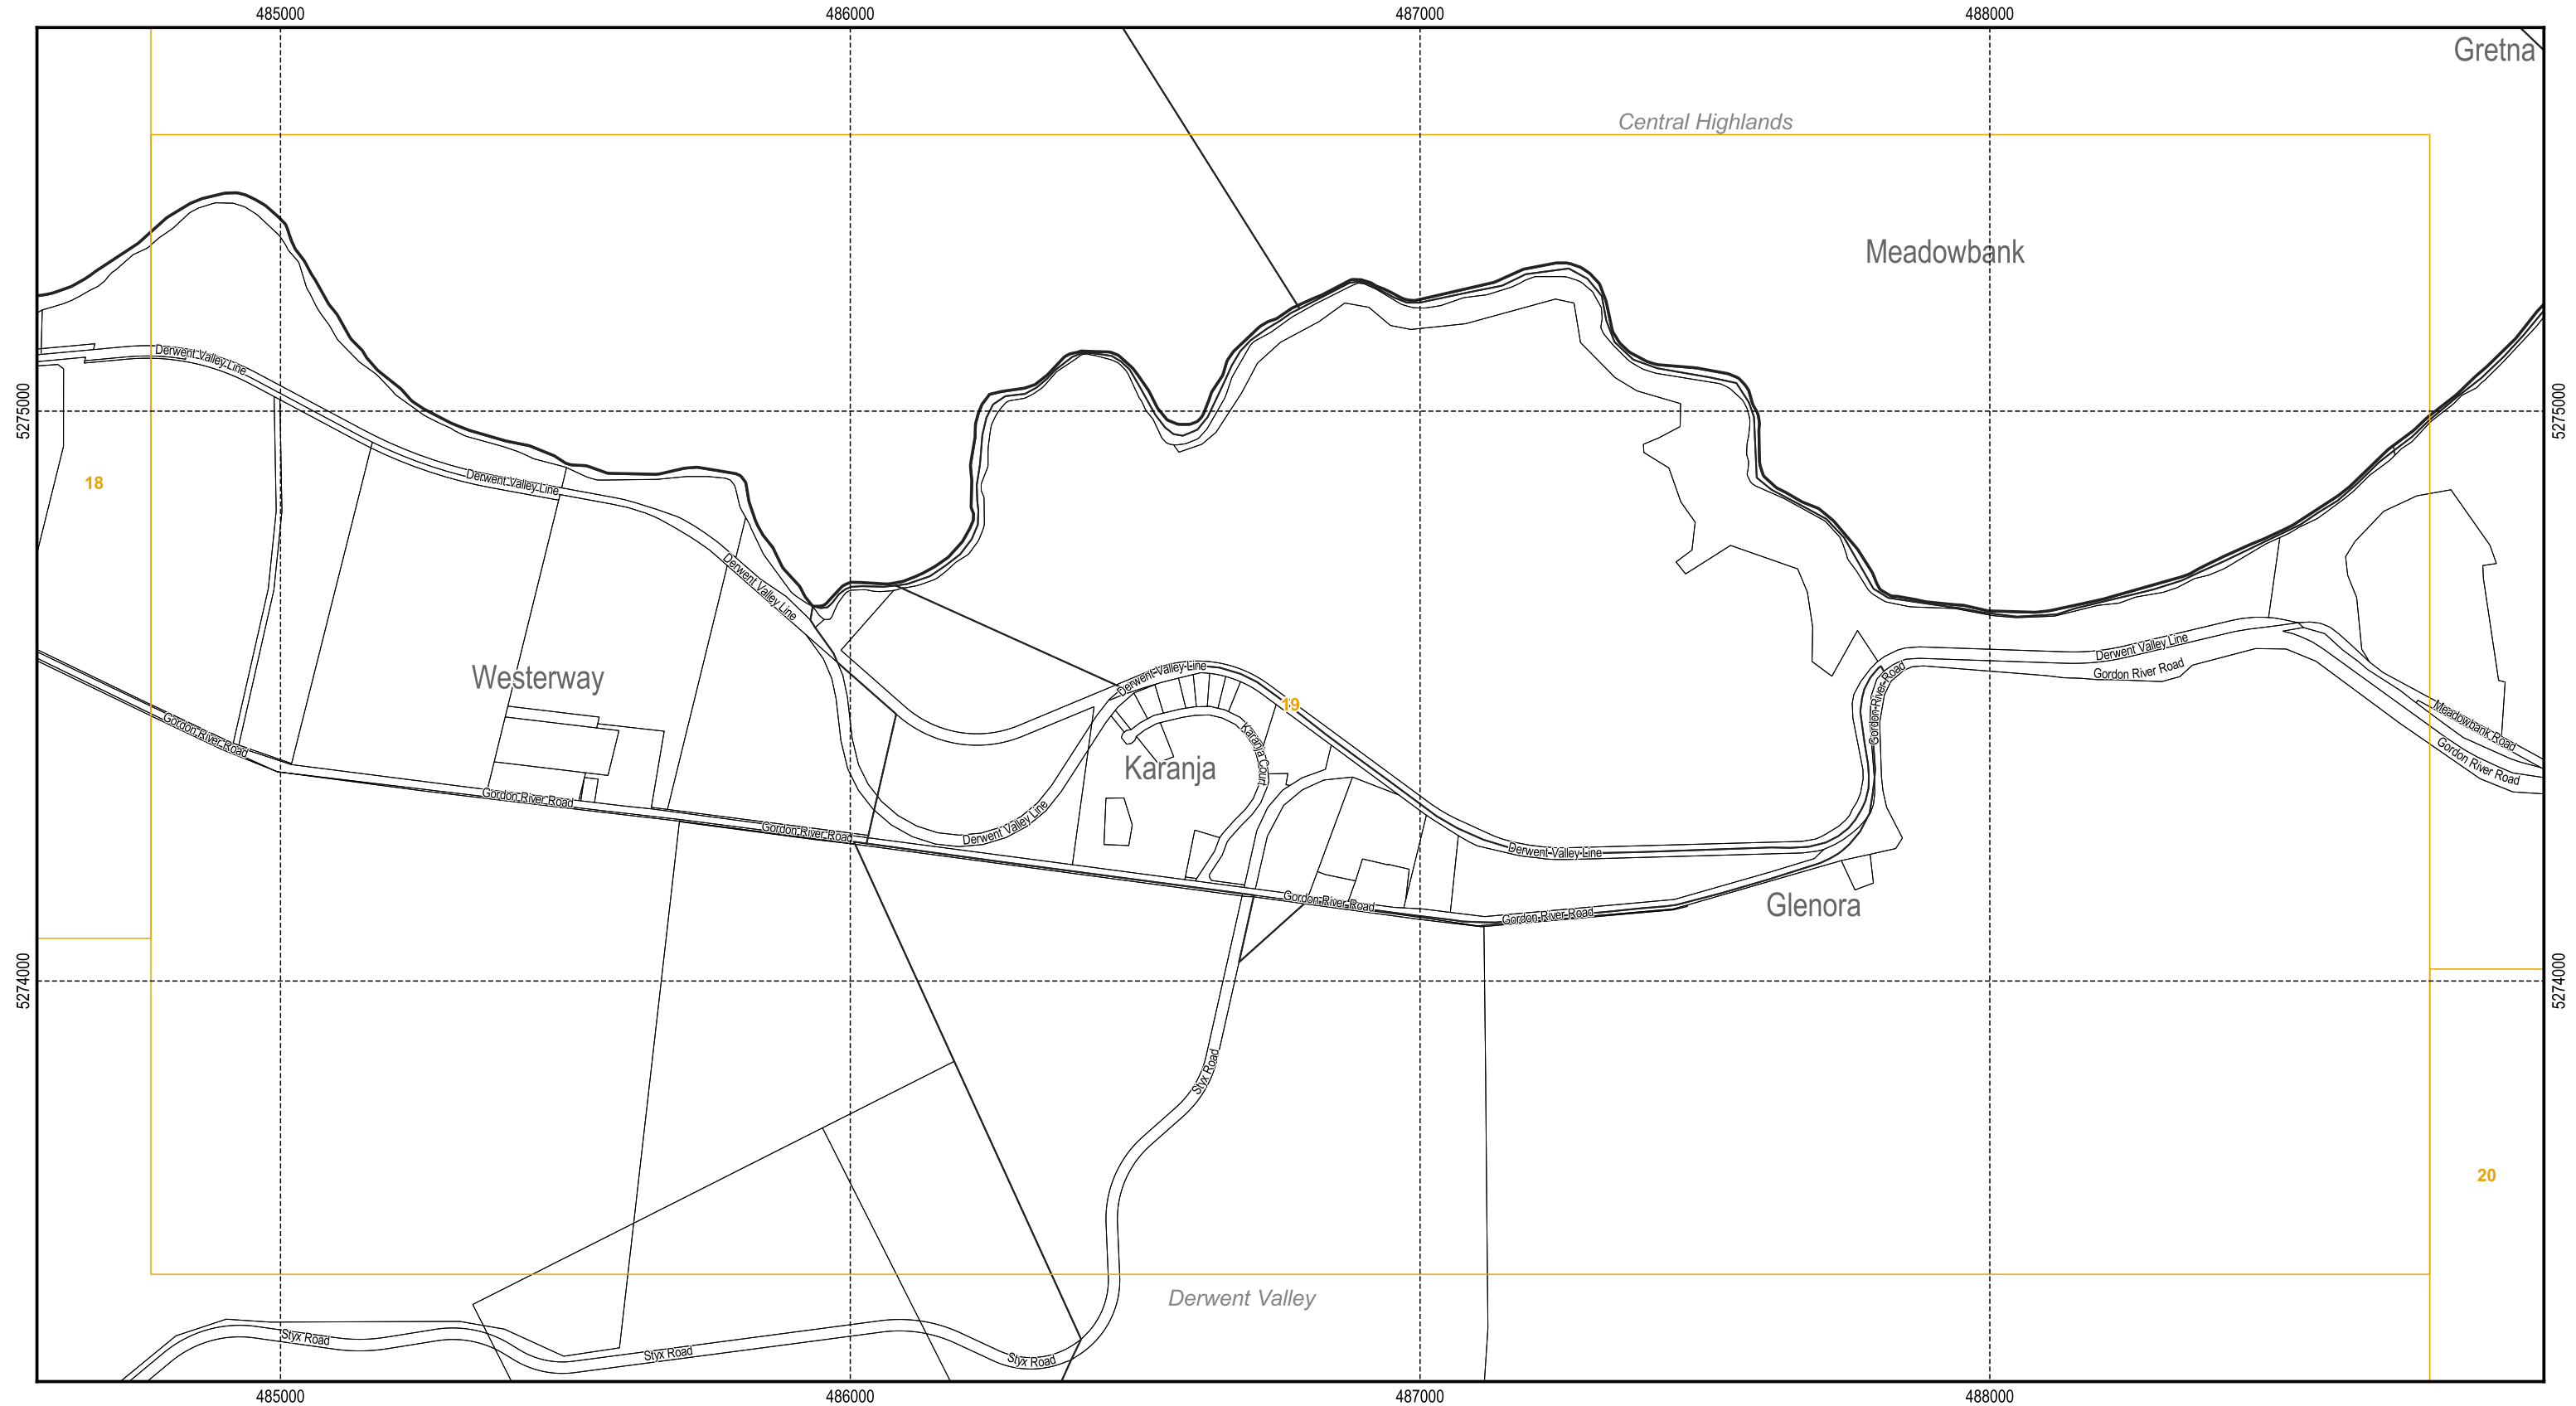 485000
486000
487000
488000
Gretna
Central Highlands
Meadowbank
Derwent Valley Line
5275000
5275000
18
Derwent Valley Line
Derwent Valley Line
Derwent Valley Line
Gordon River Road
Derwent Valley Line
Gordon River Road
Westerway
19
Gordon River Road
Gordon River Road
Meadowbank Road
Karanja Court
Karanja
Gordon River Road
Gordon River Road
Gordon River Road
Derwent Valley Line
Derwent Valley Line
Gordon River Road
Glenora
Gordon River Road
5274000
5274000
Styx Road
20
Derwent Valley
Styx Road
Styx Road
Styx Road
485000
486000
487000
488000